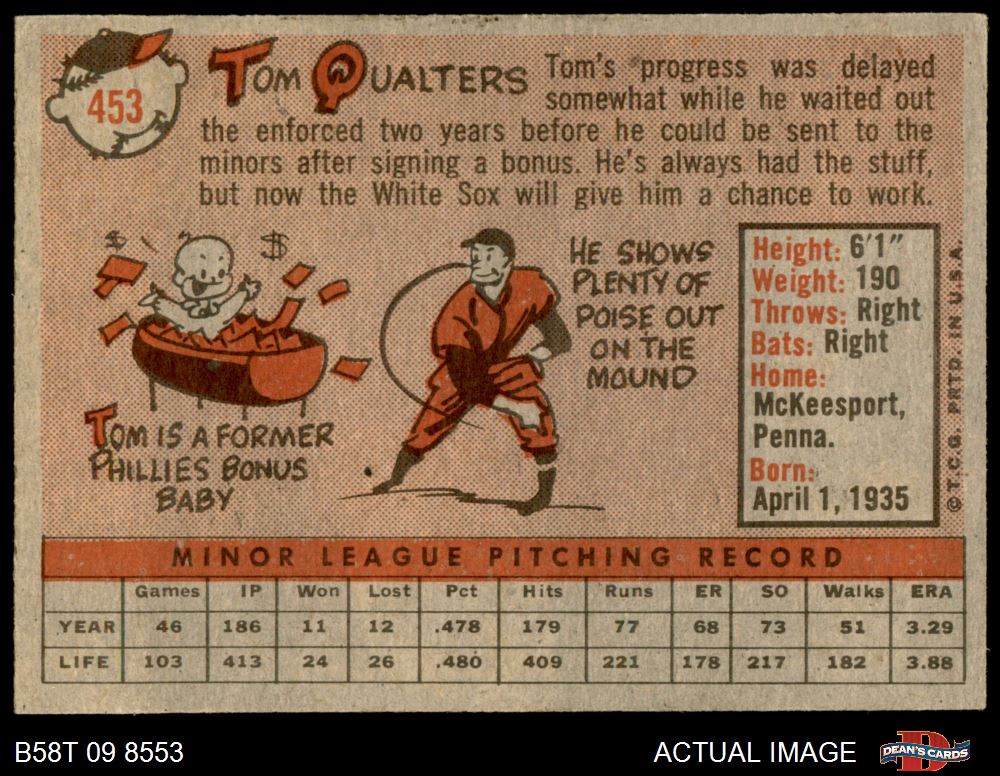 453
TOM QUALTERS
Tom's progress was delayed
somewhat while he waited out
the enforced two years before he could be sent to the
minors after signing a bonus. He's always had the stuff,
but now the White Sox will give him a chance to work.
$ $
TOM IS A FORMER
PHILLIES BONUS
BABY
HE SHOWS
PLENTY OF
POISE OUT
ON THE
MOUND
Height: 6'1"
Weight: 190
Throws: Right
Bats: Right
Home:
McKeesport,
Penna.
Born:
April 1, 1935
© T.C.G. PRTD. IN U.S.A.
MINOR LEAGUE PITCHING RECORD
Games IP Won Lost Pct Hits Runs ER SO Walks ERA
YEAR 46 186 11 12 .478 179 77 68 73 51 3.29
LIFE 103 413 24 26 .480 409 221 178 217 182 3.88
B58T 09 8553
ACTUAL IMAGE
D
DEAN'S CARDS